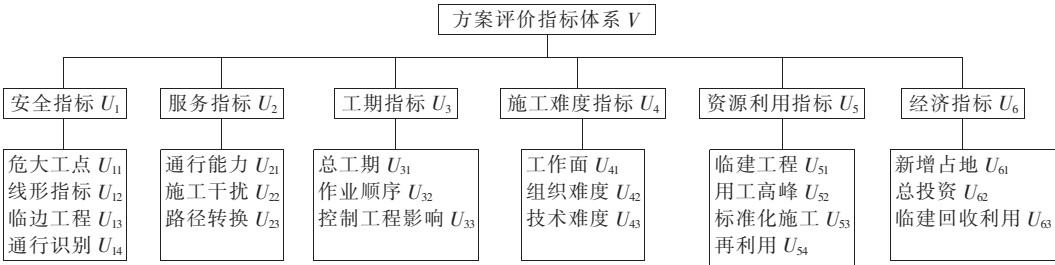 方案评价指标体系 V
安全指标 U₁
服务指标 U₂
工期指标 U₃
施工难度指标 U₄
资源利用指标 U₅
经济指标 U₆
危大工点 U₁₁
线形指标 U₁₂
临边工程 U₁₃
通行识别 U₁₄
通行能力 U₂₁
施工干扰 U₂₂
路径转换 U₂₃
总工期 U₃₁
作业顺序 U₃₂
控制工程影响 U₃₃
工作面 U₄₁
组织难度 U₄₂
技术难度 U₄₃
临建工程 U₅₁
用工高峰 U₅₂
标准化施工 U₅₃
再利用 U₅₄
新增占地 U₆₁
总投资 U₆₂
临建回收利用 U₆₃